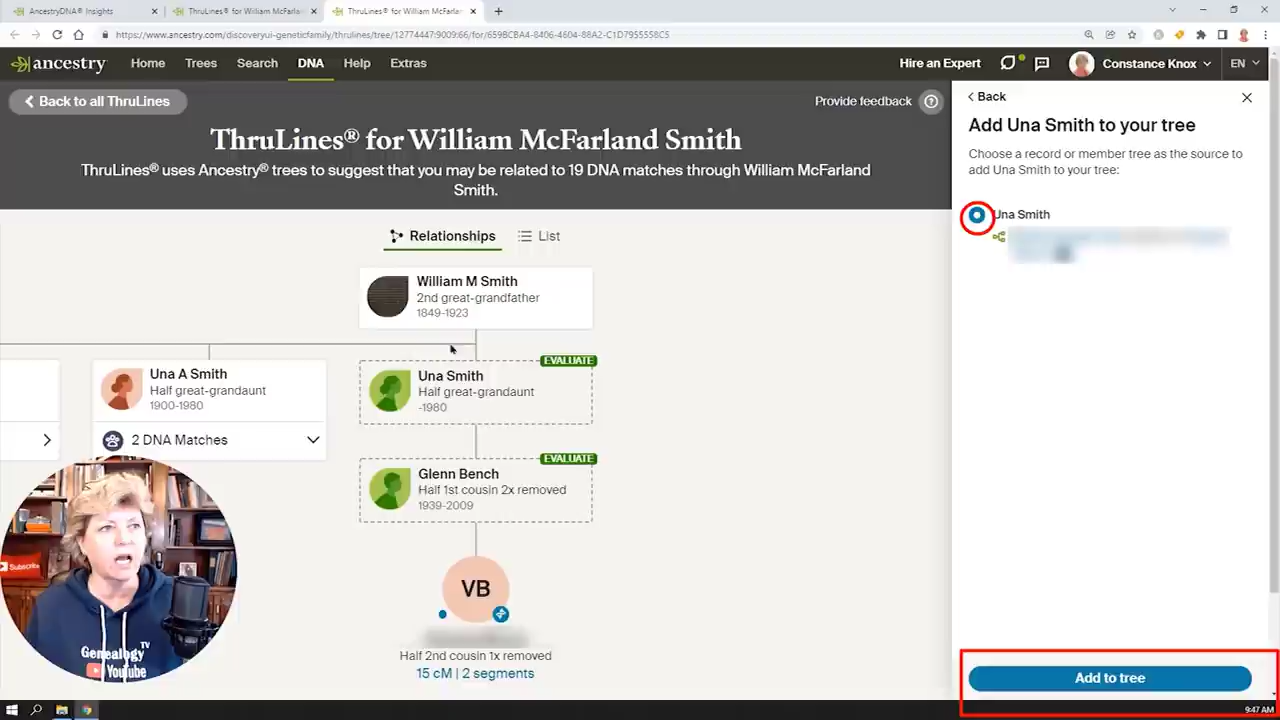 AncestryDNA® Insights
ThruLines® for William McFarlan
ThruLines® for William McFarlan
https://www.ancestry.com/discoveryui-geneticfamily/thrulines/tree/12774447:9009:66/for/659BCBA4-8406-4604-88A2-C1D7955558C5
ancestry
Home
Trees
Search
DNA
Help
Extras
Hire an Expert
Constance Knox
EN
Back to all ThruLines
Provide feedback
ThruLines® for William McFarland Smith
ThruLines® uses Ancestry® trees to suggest that you may be related to 19 DNA matches through William McFarland
Smith.
Relationships
List
William M Smith
2nd great-grandfather
1849-1923
Una A Smith
Half great-grandaunt
1900-1980
2 DNA Matches
EVALUATE
Una Smith
Half great-grandaunt
-1980
EVALUATE
Glenn Bench
Half 1st cousin 2x removed
1939-2009
VB
Half 2nd cousin 1x removed
15 cM | 2 segments
Back
Add Una Smith to your tree
Choose a record or member tree as the source to
add Una Smith to your tree:
Una Smith
Add to tree
Subscribe
Genealogy
TV
YouTube
9:47 AM